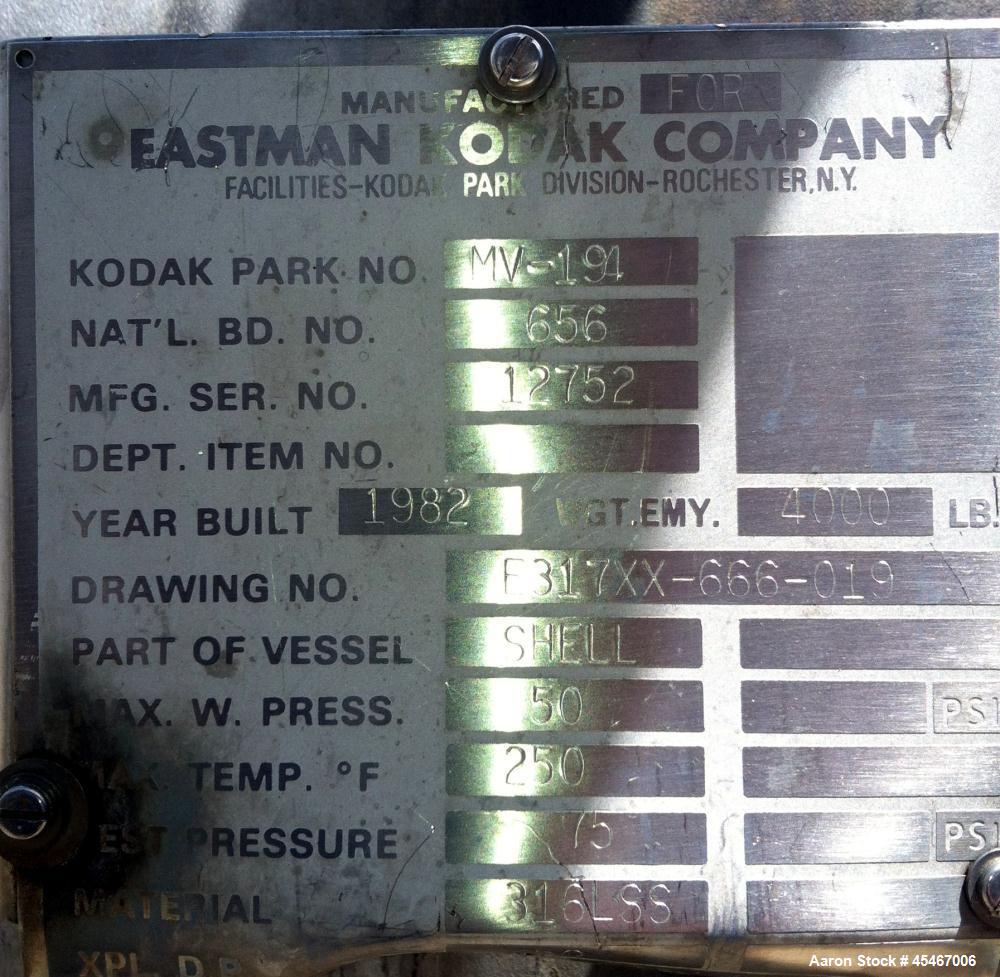 MANUFACTURED FOR
EASTMAN KODAK COMPANY
FACILITIES-KODAK PARK DIVISION-ROCHESTER, N.Y.
KODAK PARK NO. MV-191
NAT'L. BD. NO. 656
MFG. SER. NO. 12752
DEPT. ITEM NO.
YEAR BUILT 1982 WGT.EMY. 4000 LB
DRAWING NO. E317XX-666-019
PART OF VESSEL SHELL
MAX. W. PRESS. 50 PSI
MAX. TEMP. °F 250
TEST PRESSURE 75 PSI
MATERIAL 316LSS
Aaron Stock # 45467006